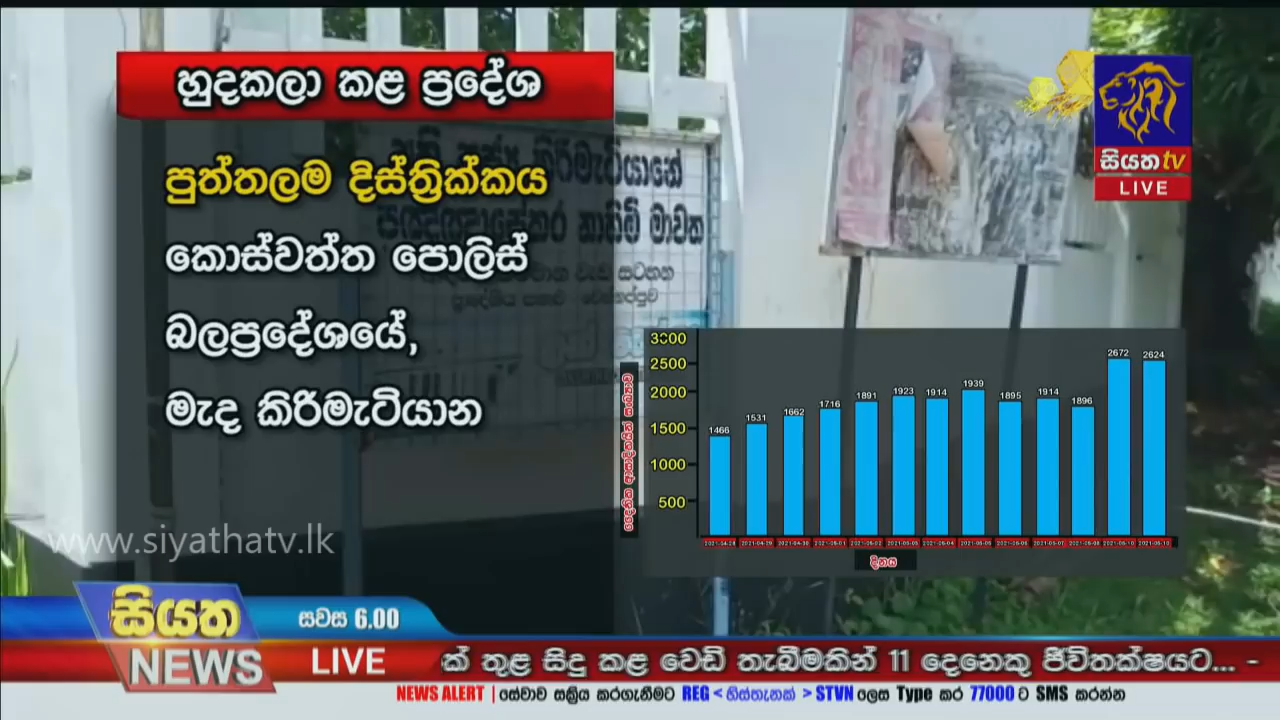 හුදකලා කළ ප්‍රදේශ
පුත්තලම දිස්ත්‍රික්කය
කොස්වත්ත පොලිස්
බලප්‍රදේශයේ,
මැද කිරිමැටියාන
කිරිමැටියානේ
නාහිමි මාවත
සියත tv
LIVE
3000
2500
2000
1500
1000
500
1466 1531 1662 1716 1891 1923 1914 1939 1895 1914 1896 2672 2624
දිනය
www.siyathatv.lk
සියත
NEWS
සවස 6.00
LIVE
ක් තුළ සිදු කළ වෙඩි තැබීමකින් 11 දෙනෙකු ජීවිතක්ෂයට... -
NEWS ALERT | සේවාව සක්‍රිය කරගැනීමට REG < හිස්තැනක් > STVN ලෙස Type කර 77000 ට SMS කරන්න